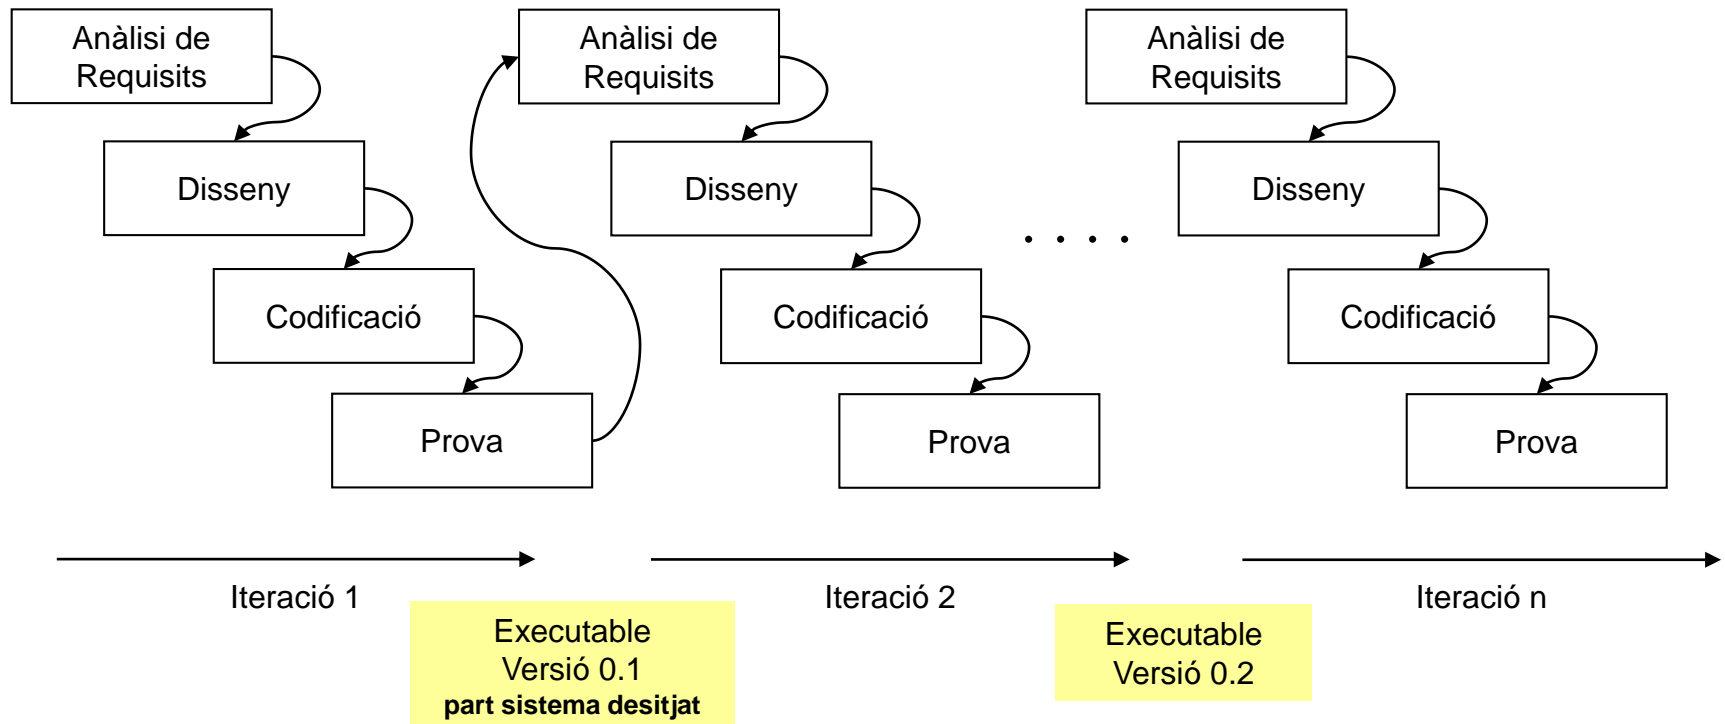 Anàlisi de
Requisits
Disseny
Codificació
Prova
Anàlisi de
Requisits
Disseny
Codificació
Prova
. . . .
Anàlisi de
Requisits
Disseny
Codificació
Prova
Iteració 1
Iteració 2
Iteració n
Executable
Versió 0.1
part sistema desitjat
Executable
Versió 0.2